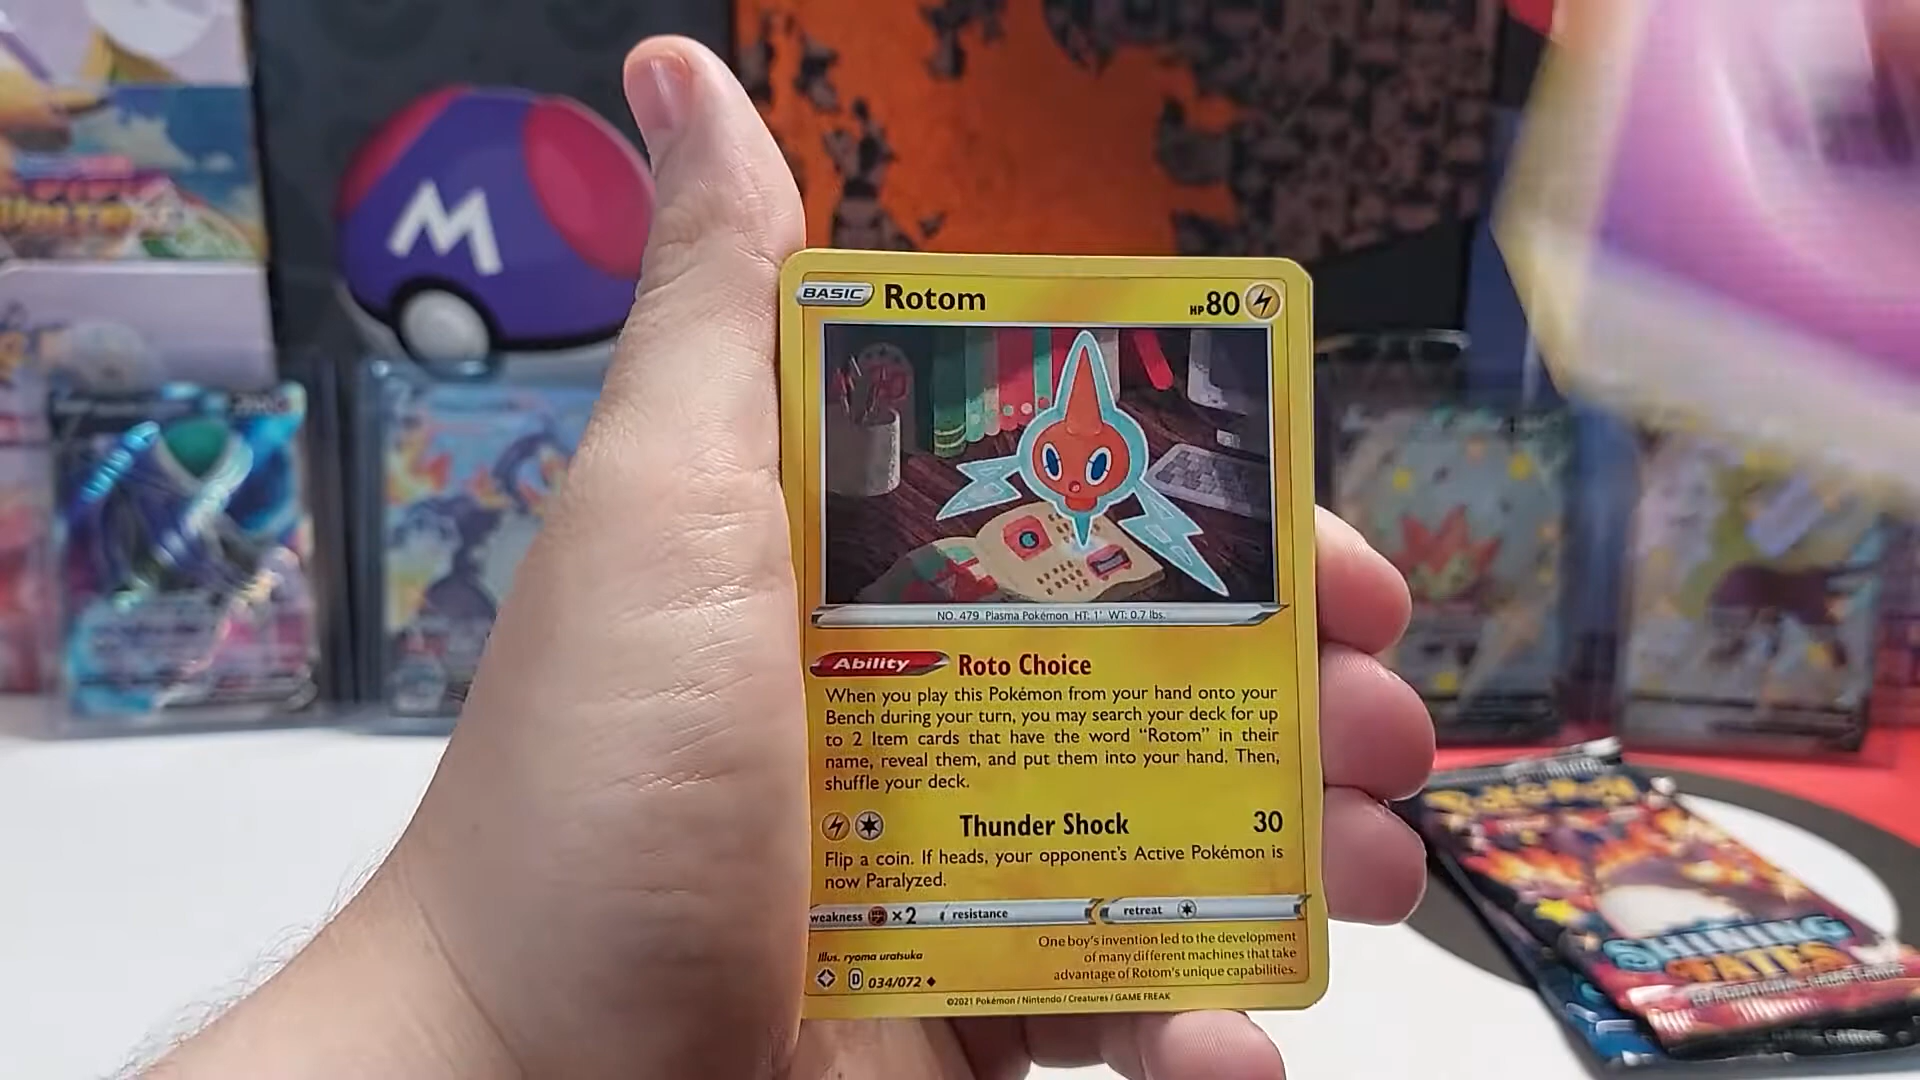 M
BASIC Rotom HP 80
NO. 479 Plasma Pokémon HT: 1' WT: 0.7 lbs.
Ability Roto Choice
When you play this Pokémon from your hand onto your
Bench during your turn, you may search your deck for up
to 2 Item cards that have the word “Rotom” in their
name, reveal them, and put them into your hand. Then,
shuffle your deck.
Thunder Shock 30
Flip a coin. If heads, your opponent's Active Pokémon is
now Paralyzed.
weakness ×2 resistance retreat
Illus. ryoma uratsuka
One boy's invention led to the development
of many different machines that take
advantage of Rotom's unique capabilities.
D 034/072
©2021 Pokémon / Nintendo / Creatures / GAME FREAK
POKéMON
SHINING
FATES